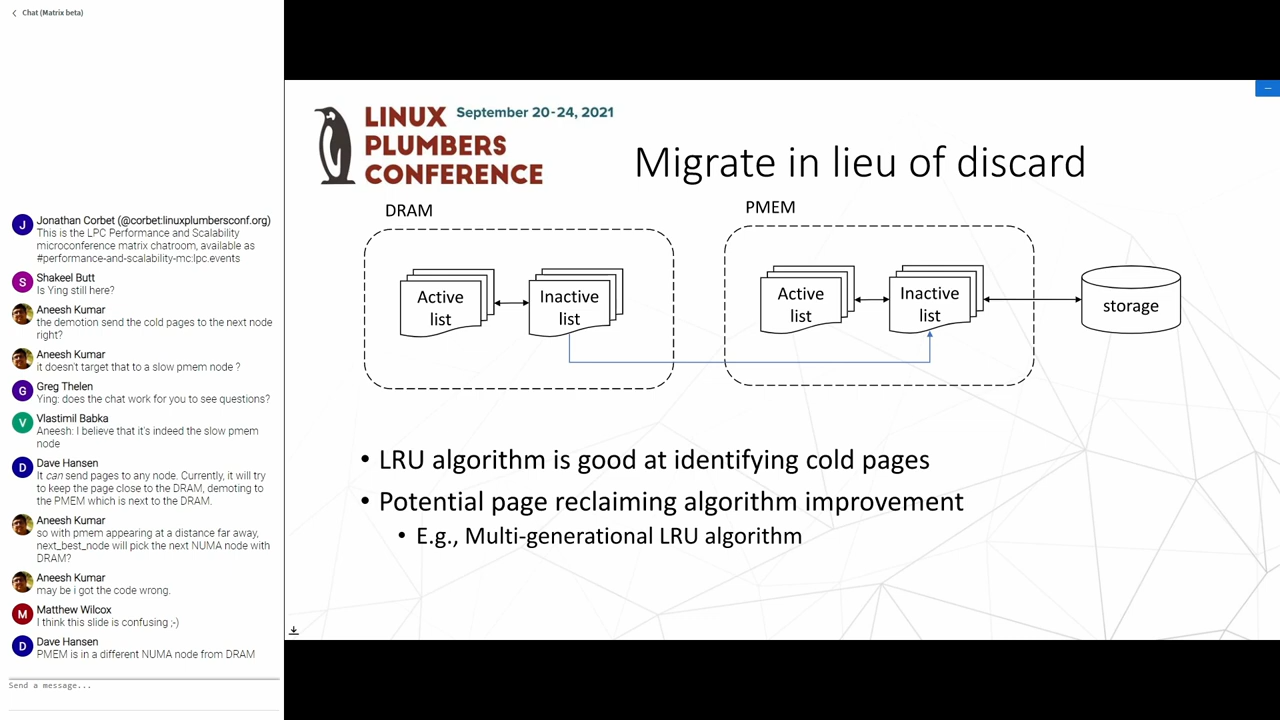 Chat (Matrix beta)
J
Jonathan Corbet (@corbet:linuxplumbersconf.org)
This is the LPC Performance and Scalability
microconference matrix chatroom, available as
#performance-and-scalability-mc:lpc.events
S
Shakeel Butt
Is Ying still here?
Aneesh Kumar
the demotion send the cold pages to the next node
right?
Aneesh Kumar
it doesn't target that to a slow pmem node ?
G
Greg Thelen
Ying: does the chat work for you to see questions?
V
Vlastimil Babka
Aneesh: I believe that it's indeed the slow pmem
node
D
Dave Hansen
It can send pages to any node. Currently, it will try
to keep the page close to the DRAM, demoting to
the PMEM which is next to the DRAM.
Aneesh Kumar
so with pmem appearing at a distance far away,
next_best_node will pick the next NUMA node with
DRAM?
Aneesh Kumar
may be i got the code wrong.
M
Matthew Wilcox
I think this slide is confusing ;-)
D
Dave Hansen
PMEM is in a different NUMA node from DRAM
Send a message...
LINUX
PLUMBERS
CONFERENCE
September 20-24, 2021
Migrate in lieu of discard
DRAM
Active
list
Inactive
list
PMEM
Active
list
Inactive
list
storage
• LRU algorithm is good at identifying cold pages
• Potential page reclaiming algorithm improvement
• E.g., Multi-generational LRU algorithm